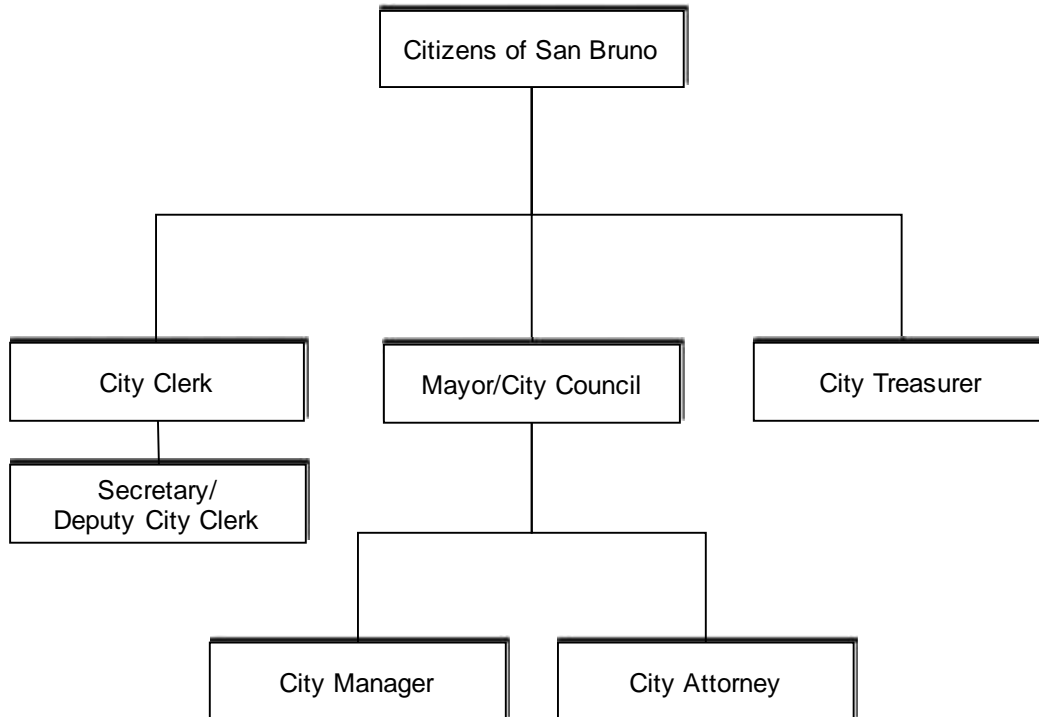 Citizens of San Bruno
City Clerk
Mayor/City Council
City Treasurer
Secretary/
Deputy City Clerk
City Manager
City Attorney